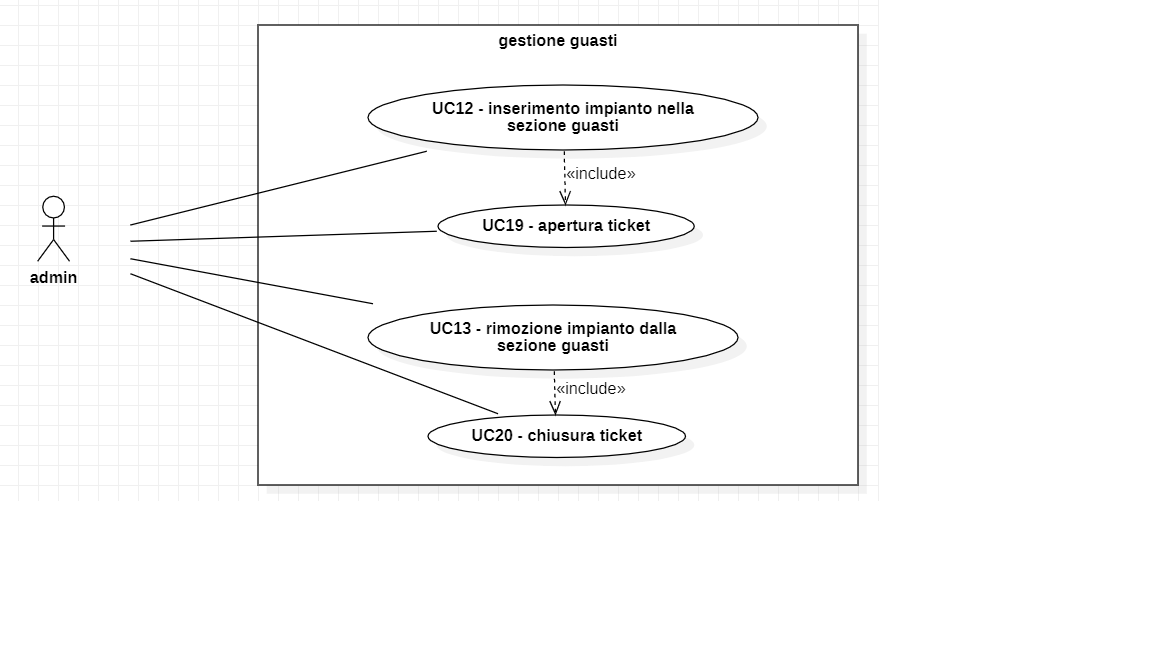 gestione guasti
UC12 - inserimento impianto nella
sezione guasti
«include»
UC19 - apertura ticket
admin
UC13 - rimozione impianto dalla
sezione guasti
«include»
UC20 - chiusura ticket